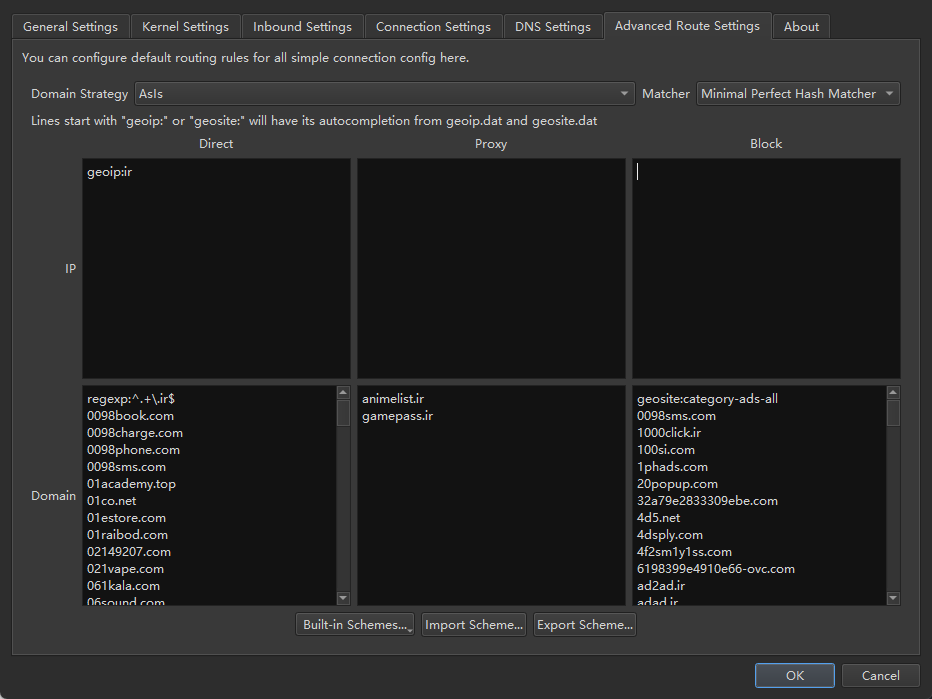 General Settings Kernel Settings Inbound Settings Connection Settings DNS Settings Advanced Route Settings About
You can configure default routing rules for all simple connection config here.
Domain Strategy AsIs Matcher Minimal Perfect Hash Matcher
Lines start with "geoip:" or "geosite:" will have its autocompletion from geoip.dat and geosite.dat
Direct Proxy Block
geoip:ir
IP
regexp:^.+\.ir$ animelist.ir geosite:category-ads-all
0098book.com gamepass.ir 0098sms.com
0098charge.com 1000click.ir
0098phone.com 100si.com
0098sms.com 1phads.com
01academy.top 20popup.com
Domain
01co.net 32a79e2833309ebe.com
01estore.com 4d5.net
01raibod.com 4dsply.com
02149207.com 4f2sm1y1ss.com
021vape.com 6198399e4910e66-ovc.com
061kala.com ad2ad.ir
06sound.com adad.ir
Built-in Schemes... Import Scheme... Export Scheme...
OK Cancel